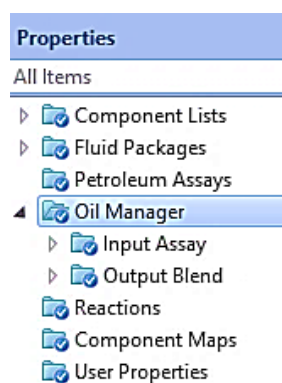 Properties
All Items
Component Lists
Fluid Packages
Petroleum Assays
Oil Manager
Input Assay
Output Blend
Reactions
Component Maps
User Properties